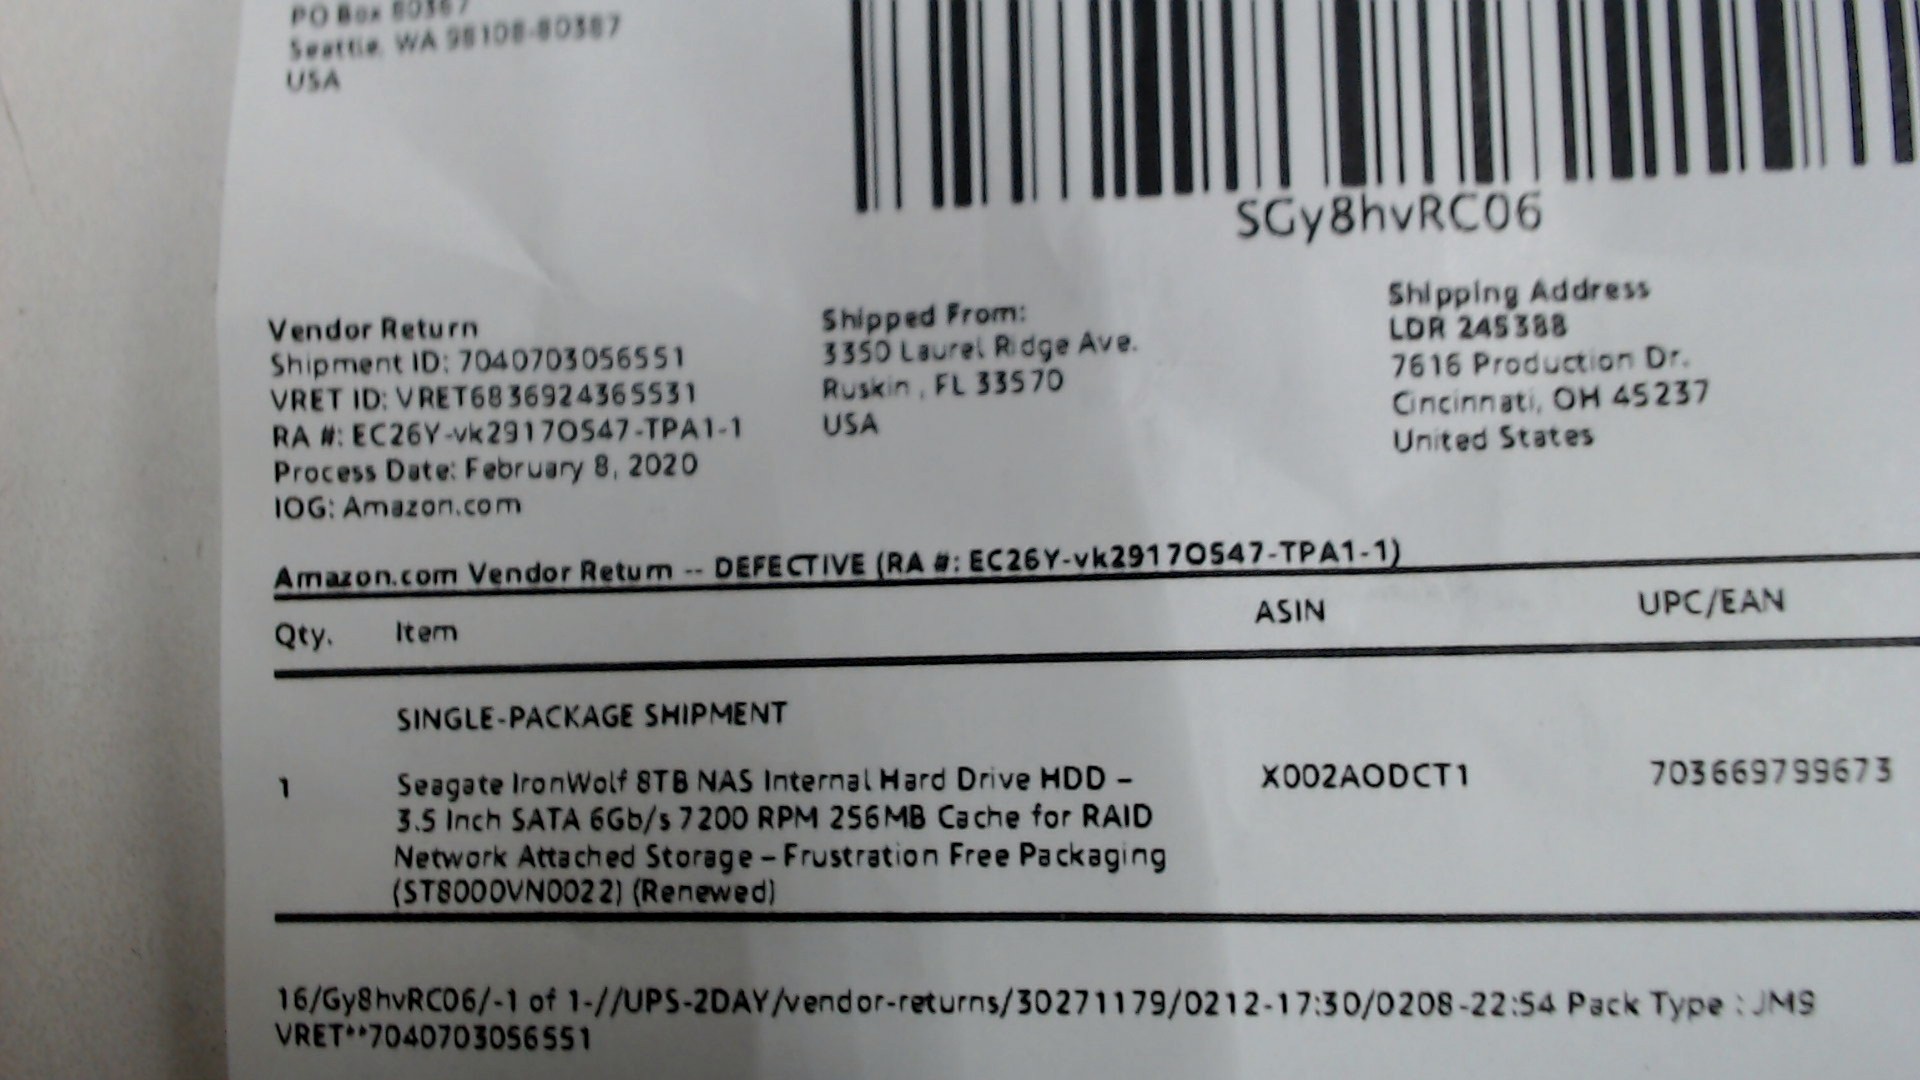 PO Box 80387
Seattle, WA 98108-80387
USA
SGy8hvRC06
Vendor Return
Shipment ID: 7040703056551
VRET ID: VRET6836924365531
RA #: EC26Y-vk2917OS47-TPA1-1
Process Date: February 8, 2020
IOG: Amazon.com
Shipped From:
3350 Laurel Ridge Ave.
Ruskin , FL 33570
USA
Shipping Address
LDR 245388
7616 Production Dr.
Cincinnati, OH 45237
United States
Amazon.com Vendor Return -- DEFECTIVE (RA #: EC26Y-vk2917OS47-TPA1-1)
Qty. Item ASIN UPC/EAN
SINGLE-PACKAGE SHIPMENT
1 Seagate IronWolf 8TB NAS Internal Hard Drive HDD – X002AODCT1 703669799673
3.5 Inch SATA 6Gb/s 7200 RPM 256MB Cache for RAID
Network Attached Storage – Frustration Free Packaging
(ST8000VN0022) (Renewed)
16/Gy8hvRC06/-1 of 1-//UPS-2DAY/vendor-returns/30271179/0212-17:30/0208-22:54 Pack Type : JM9
VRET**7040703056551